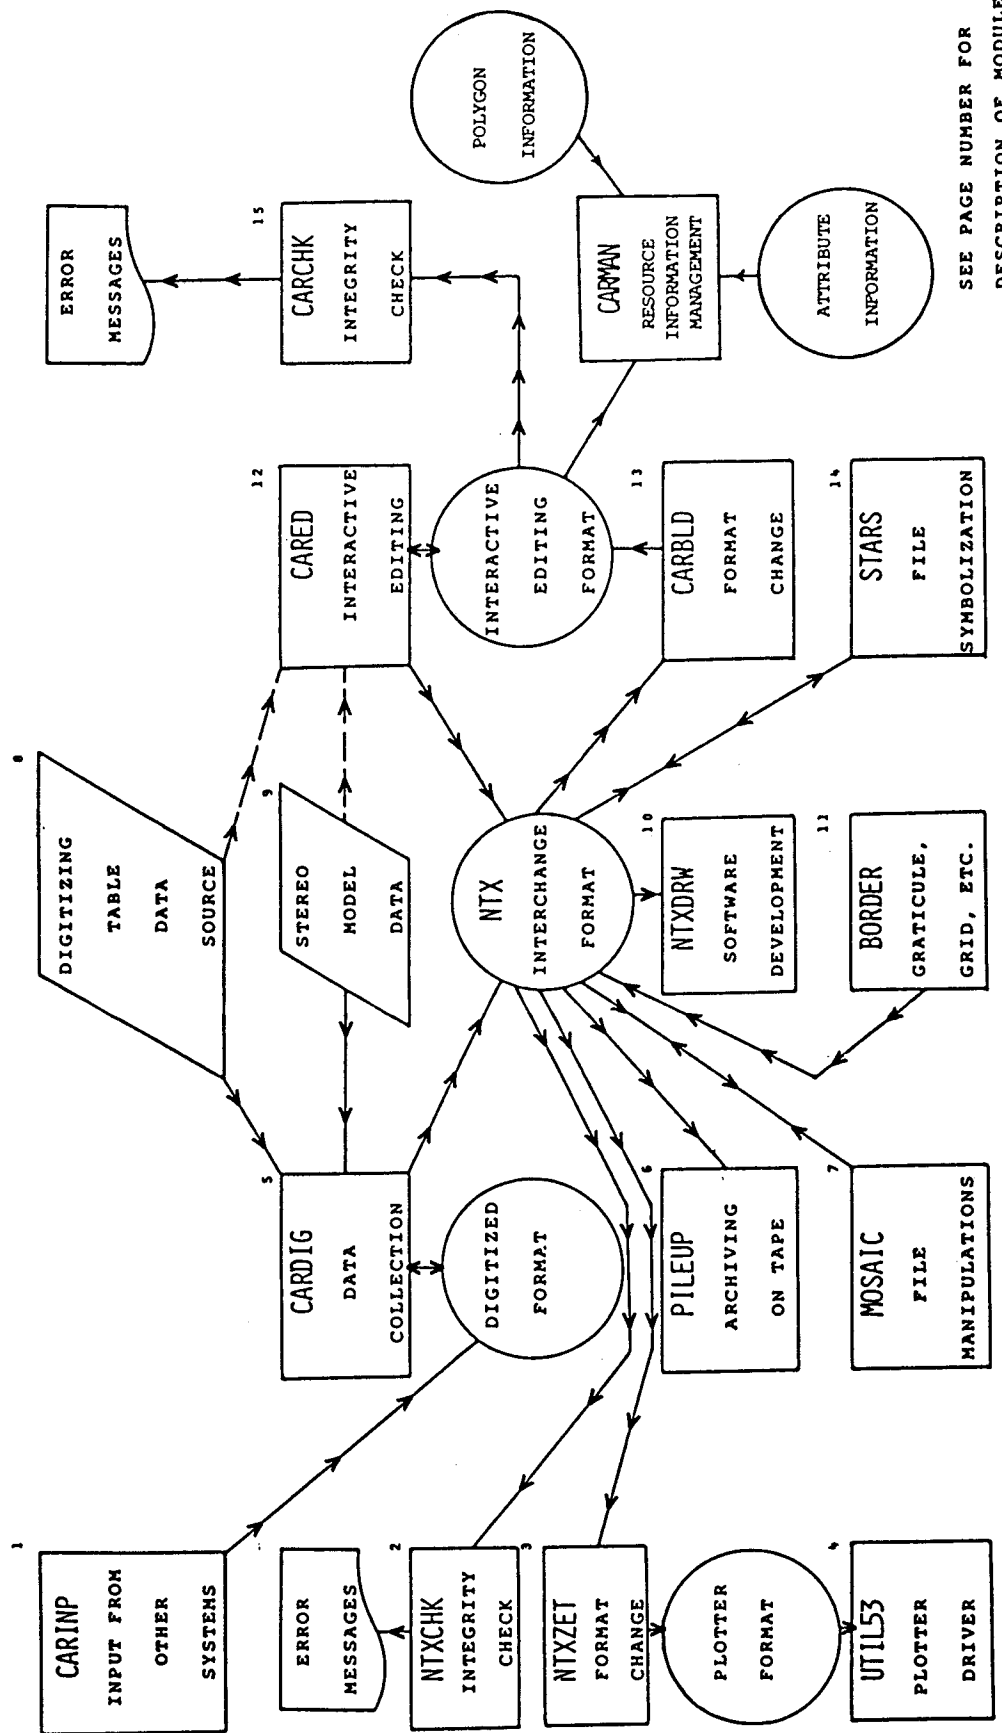 1
CARINP
INPUT FROM
OTHER
SYSTEMS
ERROR
MESSAGES
2
NTXCHK
INTEGRITY
CHECK
3
NTXZET
FORMAT
CHANGE
PLOTTER
FORMAT
4
UTIL53
PLOTTER
DRIVER
5
CARDIG
DATA
COLLECTION
DIGITIZED
FORMAT
6
PILEUP
ARCHIVING
ON TAPE
7
MOSAIC
FILE
MANIPULATIONS
8
DIGITIZING
TABLE
DATA
SOURCE
9
STEREO
MODEL
DATA
NTX
INTERCHANGE
FORMAT
10
NTXDRW
SOFTWARE
DEVELOPMENT
11
BORDER
GRATICULE,
GRID, ETC.
12
CARED
INTERACTIVE
EDITING
INTERACTIVE
EDITING
FORMAT
13
CARBLD
FORMAT
CHANGE
14
STARS
FILE
SYMBOLIZATION
ERROR
MESSAGES
15
CARCHK
INTEGRITY
CHECK
POLYGON
INFORMATION
CARMAN
RESOURCE
INFORMATION
MANAGEMENT
ATTRIBUTE
INFORMATION
SEE PAGE NUMBER FOR
DESCRIPTION OF MODULE